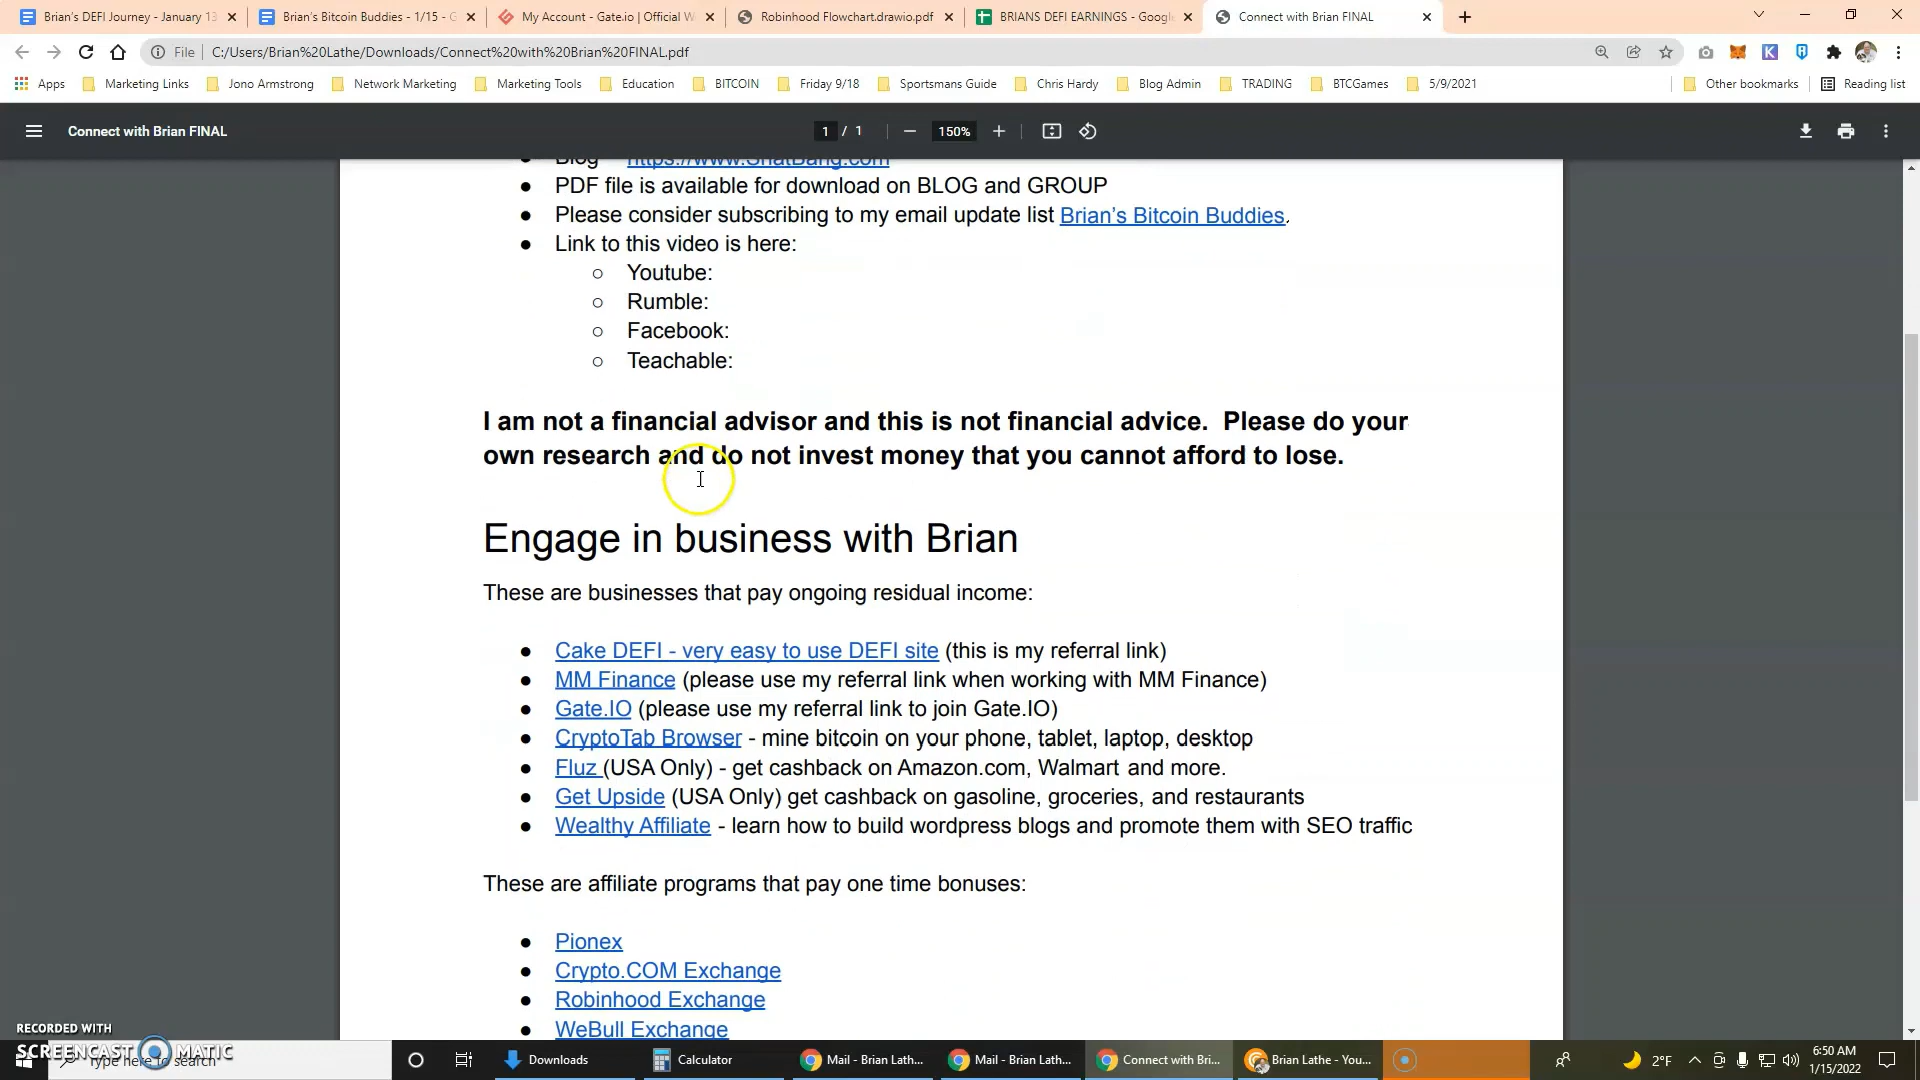 Brian's DEFI Journey - January 13
Brian's Bitcoin Buddies - 1/15 - G
My Account - Gate.io | Official W
Robinhood Flowchart.drawio.pdf
BRIANS DEFI EARNINGS - Google
Connect with Brian FINAL
File
C:/Users/Brian%20Lathe/Downloads/Connect%20with%20Brian%20FINAL.pdf
Apps
Marketing Links
Jono Armstrong
Network Marketing
Marketing Tools
Education
BITCOIN
Friday 9/18
Sportsmans Guide
Chris Hardy
Blog Admin
TRADING
BTCGames
5/9/2021
Other bookmarks
Reading list
Connect with Brian FINAL
1 / 1
150%
Blog https://www.ShatBang.com
PDF file is available for download on BLOG and GROUP
Please consider subscribing to my email update list Brian's Bitcoin Buddies.
Link to this video is here:
Youtube:
Rumble:
Facebook:
Teachable:
I am not a financial advisor and this is not financial advice. Please do your
own research and do not invest money that you cannot afford to lose.
Engage in business with Brian
These are businesses that pay ongoing residual income:
Cake DEFI - very easy to use DEFI site (this is my referral link)
MM Finance (please use my referral link when working with MM Finance)
Gate.IO (please use my referral link to join Gate.IO)
CryptoTab Browser - mine bitcoin on your phone, tablet, laptop, desktop
Fluz (USA Only) - get cashback on Amazon.com, Walmart and more.
Get Upside (USA Only) get cashback on gasoline, groceries, and restaurants
Wealthy Affiliate - learn how to build wordpress blogs and promote them with SEO traffic
These are affiliate programs that pay one time bonuses:
Pionex
Crypto.COM Exchange
Robinhood Exchange
WeBull Exchange
RECORDED WITH
SCREENCAST MATIC
Type here to search
Downloads
Calculator
Mail - Brian Lath...
Mail - Brian Lath...
Connect with Bri...
Brian Lathe - You...
2°F
6:50 AM
1/15/2022